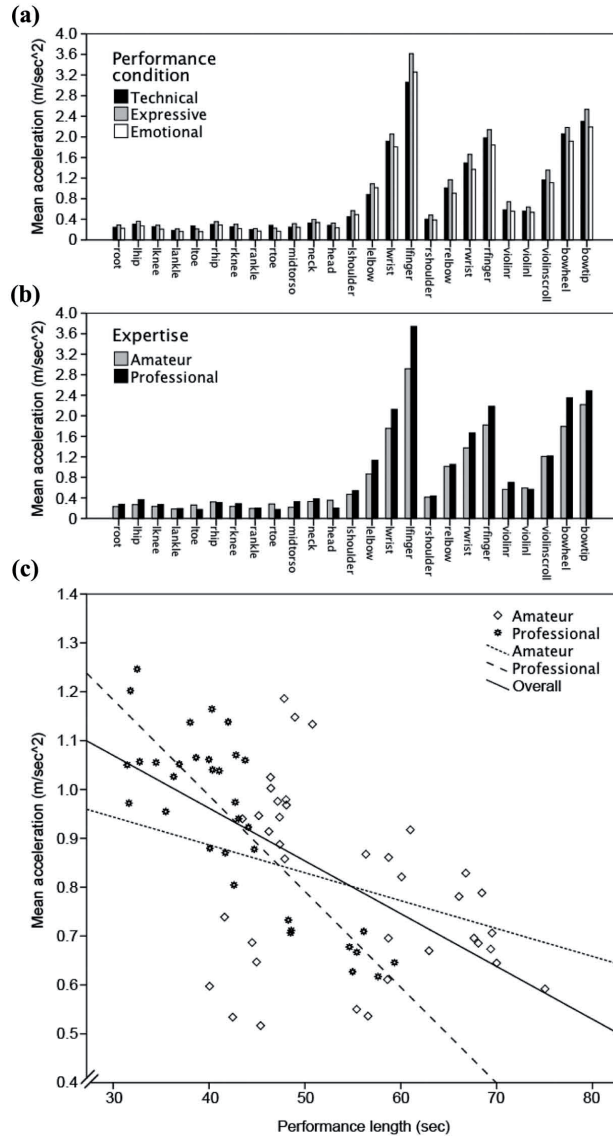 (a)
Mean acceleration (m/sec^2)
4.0
3.6
3.2
2.8
2.4
2.0
1.6
1.2
0.8
0.4
0
Performance
condition
Technical
Expressive
Emotional
root
lhip
lknee
lankle
ltoe
rhip
rknee
rankle
rtoe
midtorso
neck
head
lshoulder
lelbow
lwrist
lfinger
rshoulder
relbow
rwrist
rfinger
violinr
violinl
violinscroll
bowheel
bowtip
(b)
Mean acceleration (m/sec^2)
4.0
3.6
3.2
2.8
2.4
2.0
1.6
1.2
0.8
0.4
0
Expertise
Amateur
Professional
root
lhip
lknee
lankle
ltoe
rhip
rknee
rankle
rtoe
midtorso
neck
head
lshoulder
lelbow
lwrist
lfinger
rshoulder
relbow
rwrist
rfinger
violinr
violinl
violinscroll
bowheel
bowtip
(c)
Mean acceleration (m/sec^2)
1.4
1.3
1.2
1.1
1.0
0.9
0.8
0.7
0.6
0.5
0.4
Amateur
Professional
Amateur
Professional
Overall
30 40 50 60 70 80
Performance length (sec)